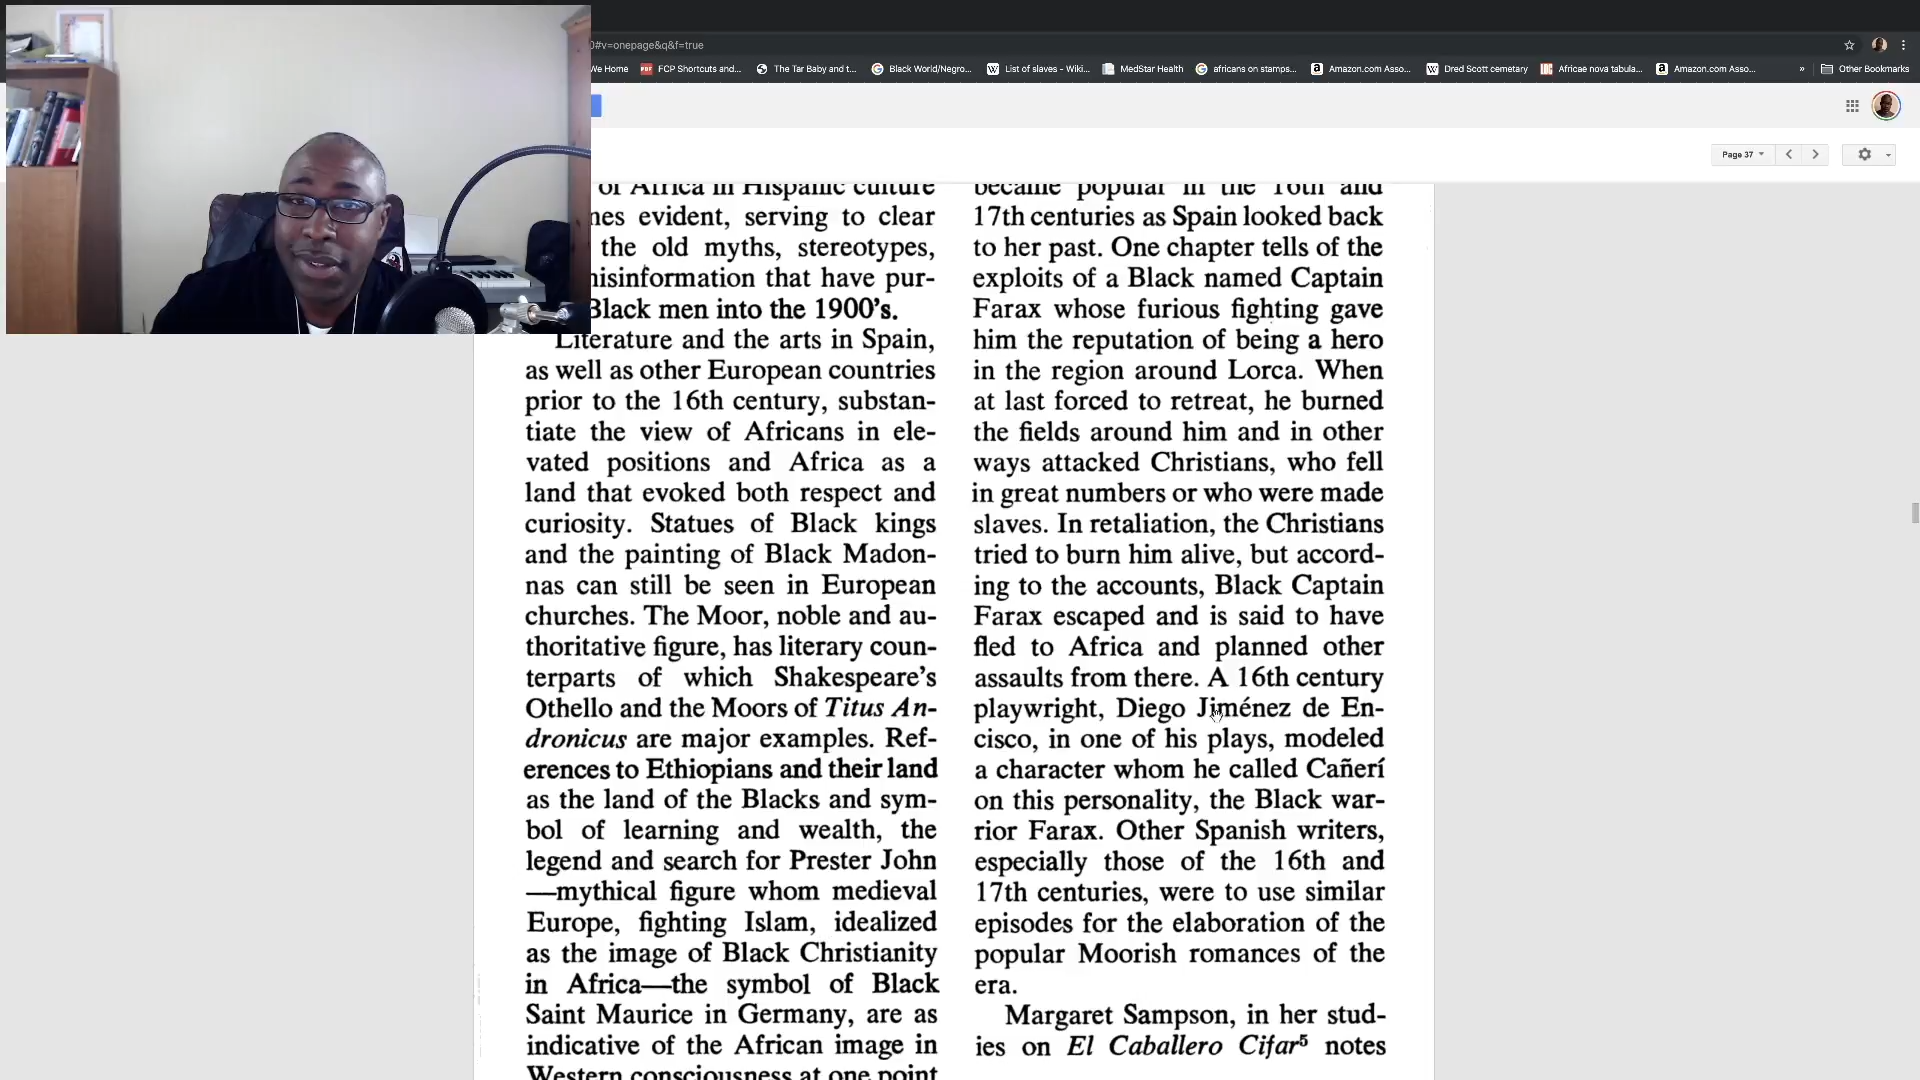 0#v=onepage&q&f=true
We Home
FCP Shortcuts and...
The Tar Baby and t...
Black World/Negro...
List of slaves - Wiki...
MedStar Health
africans on stamps...
Amazon.com Asso...
Dred Scott cemetary
Africae nova tabula...
Amazon.com Asso...
»
Other Bookmarks
Page 37
of Africa in Hispanic culture
nes evident, serving to clear
the old myths, stereotypes,
nisinformation that have pur-
Black men into the 1900's.
Literature and the arts in Spain,
as well as other European countries
prior to the 16th century, substan-
tiate the view of Africans in ele-
vated positions and Africa as a
land that evoked both respect and
curiosity. Statues of Black kings
and the painting of Black Madon-
nas can still be seen in European
churches. The Moor, noble and au-
thoritative figure, has literary coun-
terparts of which Shakespeare's
Othello and the Moors of Titus An-
dronicus are major examples. Ref-
erences to Ethiopians and their land
as the land of the Blacks and sym-
bol of learning and wealth, the
legend and search for Prester John
—mythical figure whom medieval
Europe, fighting Islam, idealized
as the image of Black Christianity
in Africa—the symbol of Black
Saint Maurice in Germany, are as
indicative of the African image in
Western consciousness at one point
became popular in the 16th and
17th centuries as Spain looked back
to her past. One chapter tells of the
exploits of a Black named Captain
Farax whose furious fighting gave
him the reputation of being a hero
in the region around Lorca. When
at last forced to retreat, he burned
the fields around him and in other
ways attacked Christians, who fell
in great numbers or who were made
slaves. In retaliation, the Christians
tried to burn him alive, but accord-
ing to the accounts, Black Captain
Farax escaped and is said to have
fled to Africa and planned other
assaults from there. A 16th century
playwright, Diego Jiménez de En-
cisco, in one of his plays, modeled
a character whom he called Cañerí
on this personality, the Black war-
rior Farax. Other Spanish writers,
especially those of the 16th and
17th centuries, were to use similar
episodes for the elaboration of the
popular Moorish romances of the
era.
Margaret Sampson, in her stud-
ies on El Caballero Cifar⁵ notes